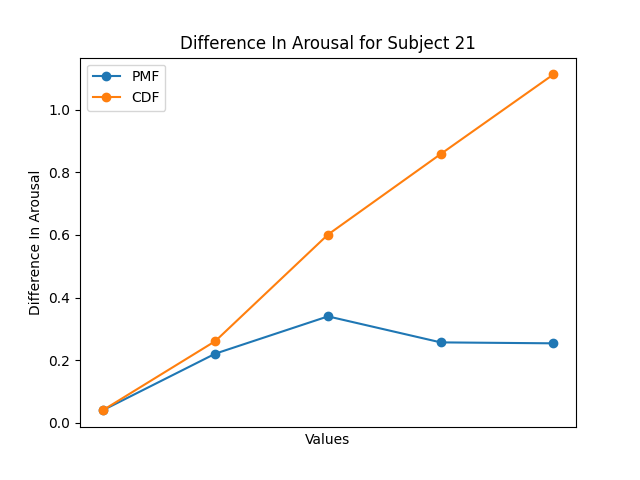 Difference In Arousal for Subject 21
PMF
CDF
1.0
0.8
0.6
0.4
0.2
0.0
Difference In Arousal
Values